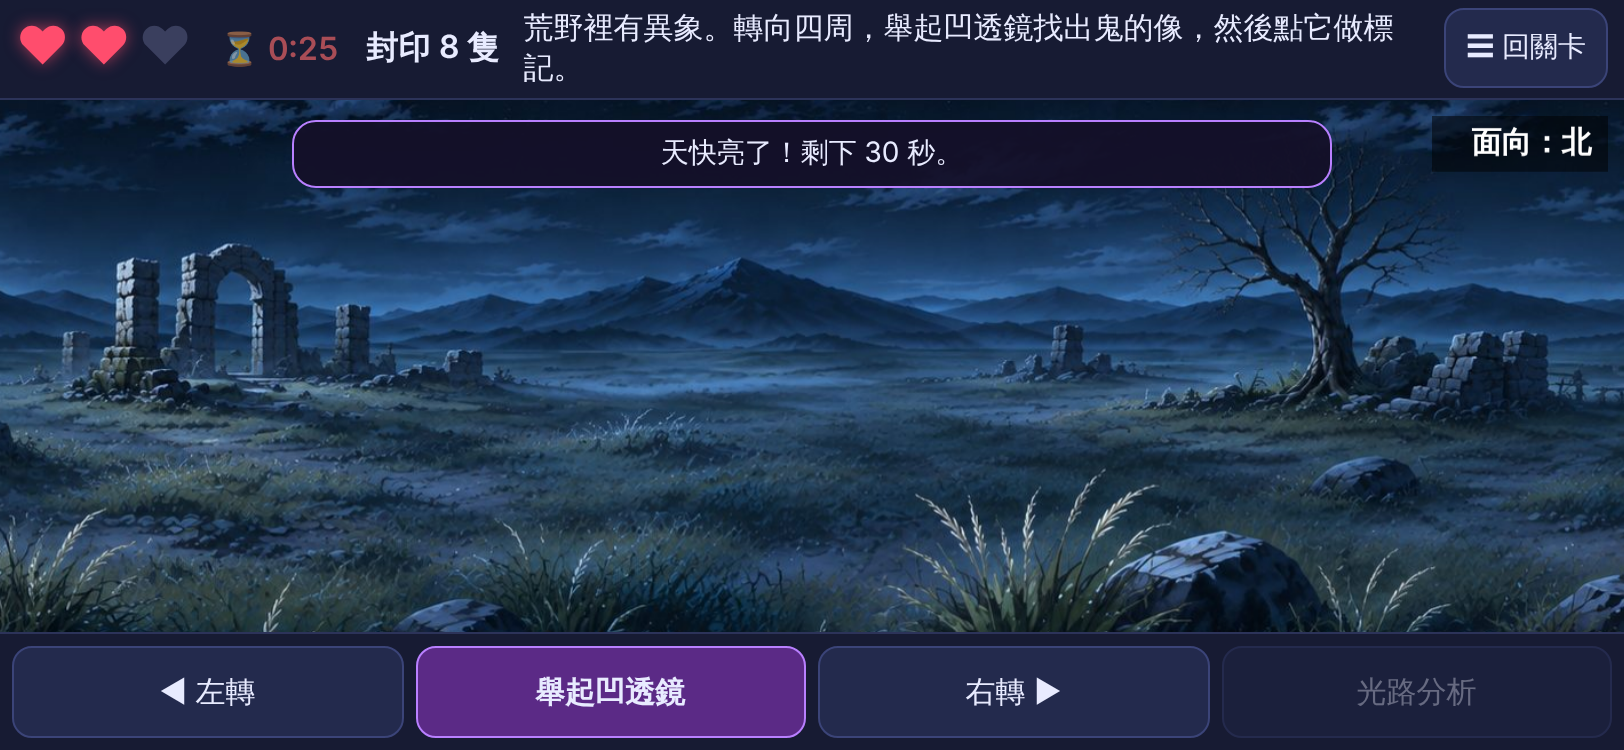 0:25
封印 8 隻
荒野裡有異象。轉向四周，舉起凹透鏡找出鬼的像，然後點它做標
記。
☰ 回關卡
天快亮了！剩下 30 秒。
面向：北
◀ 左轉
舉起凹透鏡
右轉 ▶
光路分析